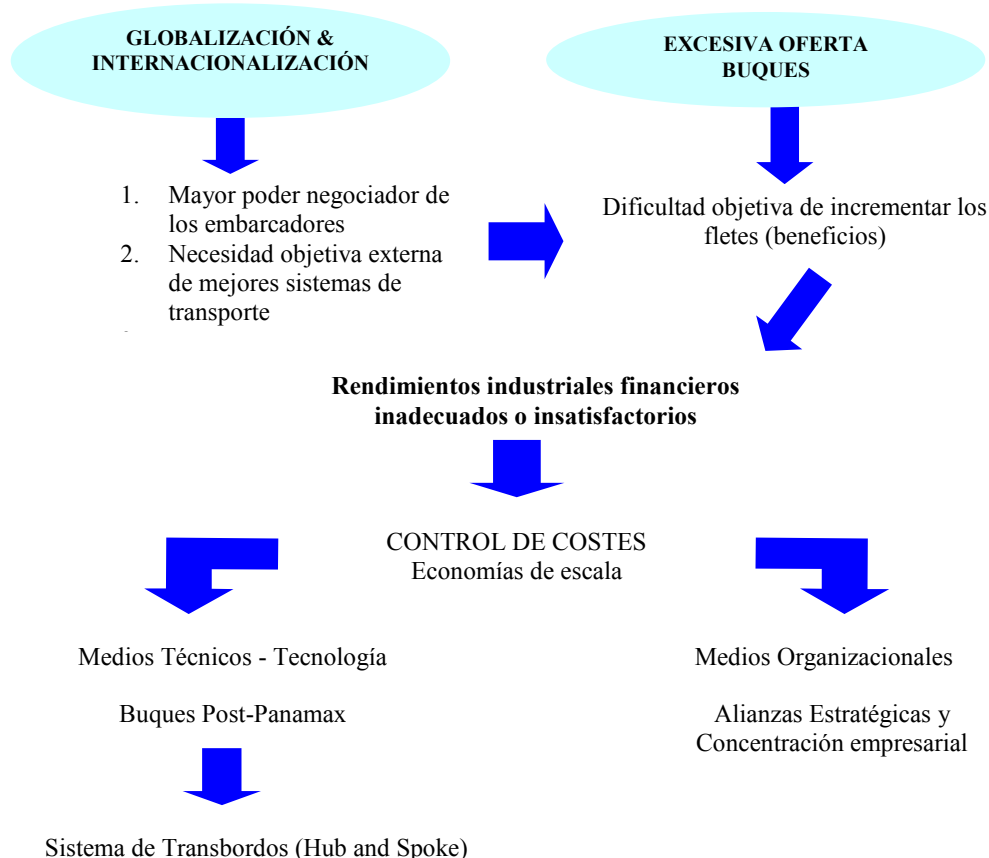 GLOBALIZACIÓN &
INTERNACIONALIZACIÓN
EXCESIVA OFERTA
BUQUES
1. Mayor poder negociador de
los embarcadores
2. Necesidad objetiva externa
de mejores sistemas de
transporte
Dificultad objetiva de incrementar los
fletes (beneficios)
Rendimientos industriales financieros
inadecuados o insatisfactorios
CONTROL DE COSTES
Economías de escala
Medios Técnicos - Tecnología
Buques Post-Panamax
Sistema de Transbordos (Hub and Spoke)
Medios Organizacionales
Alianzas Estratégicas y
Concentración empresarial